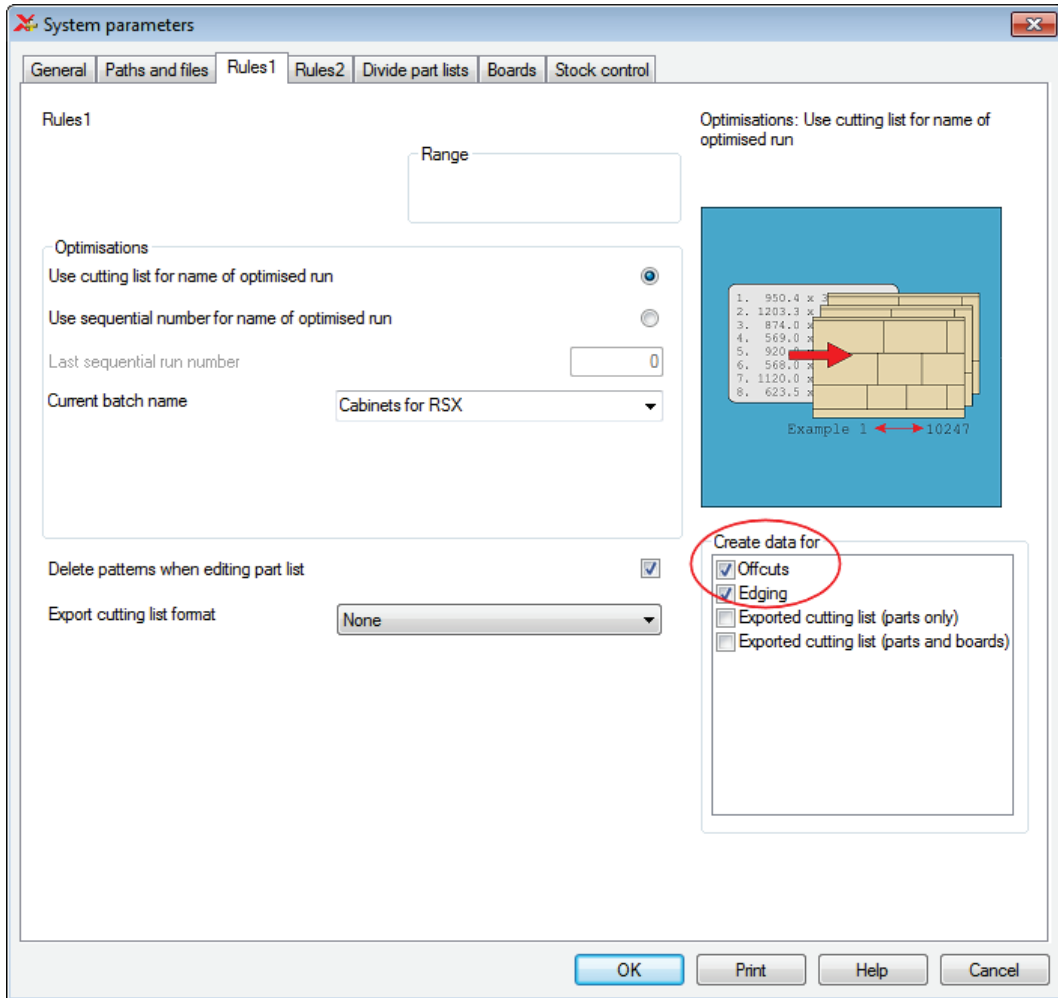 System parameters
General Paths and files Rules1 Rules2 Divide part lists Boards Stock control
Rules1
Range
Optimisations: Use cutting list for name of
optimised run
Optimisations
Use cutting list for name of optimised run
Use sequential number for name of optimised run
Last sequential run number 0
Current batch name Cabinets for RSX
1. 950.4 x 3
2. 1203.3 x
3. 874.0 x
4. 569.0 x
5. 920
6. 568.0 x
7. 1120.0 x
8. 623.5 x
Example 1 10247
Delete patterns when editing part list
Export cutting list format None
Create data for
Offcuts
Edging
Exported cutting list (parts only)
Exported cutting list (parts and boards)
OK Print Help Cancel